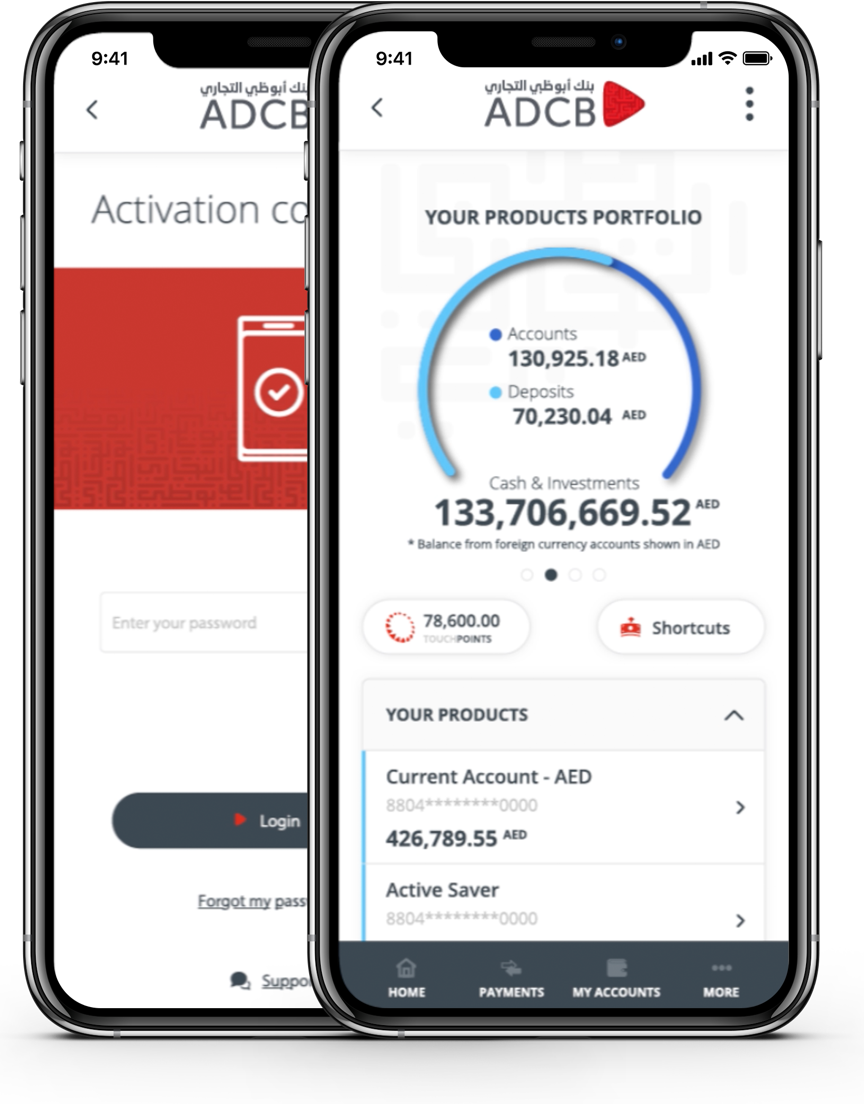 9:41
بنك أبوظبي التجاري
ADCB
Activation co
Enter your password
Login
Forgot my pass
Suppo
9:41
بنك أبوظبي التجاري
ADCB
YOUR PRODUCTS PORTFOLIO
Accounts
130,925.18 AED
Deposits
70,230.04 AED
Cash & Investments
133,706,669.52 AED
* Balance from foreign currency accounts shown in AED
78,600.00
TOUCHPOINTS
Shortcuts
YOUR PRODUCTS
Current Account - AED
8804********0000
426,789.55 AED
Active Saver
8804********0000
HOME
PAYMENTS
MY ACCOUNTS
MORE